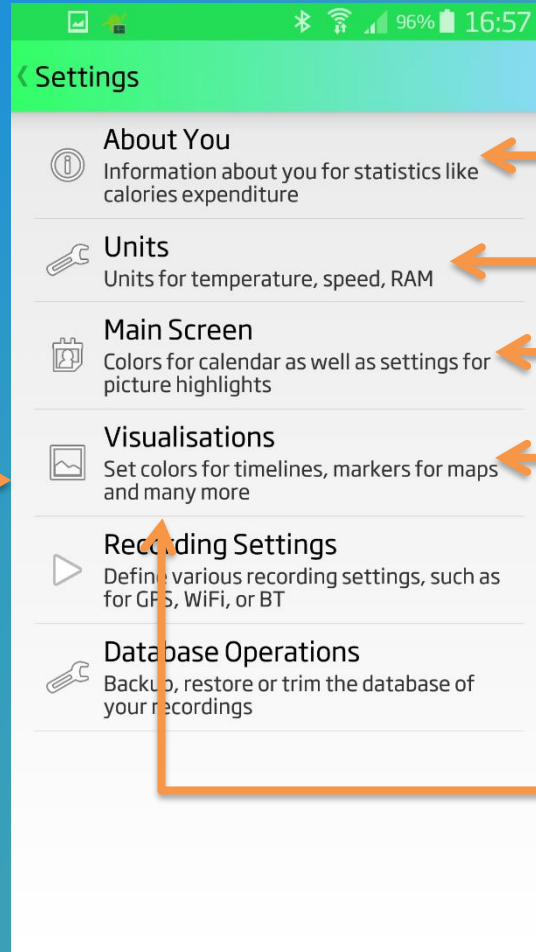 96% 16:57
Settings
About You
Information about you for statistics like
calories expenditure
Units
Units for temperature, speed, RAM
Main Screen
Colors for calendar as well as settings for
picture highlights
Visualisations
Set colors for timelines, markers for maps
and many more
Recording Settings
Define various recording settings, such as
for GPS, WiFi, or BT
Database Operations
Backup, restore or trim the database of
your recordings